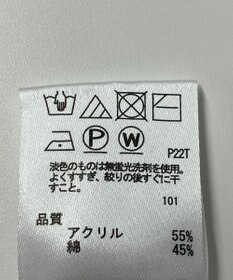 P W
P22T
淡色のものは無蛍光洗剤を使用。
よくすすぎ、絞りの後すぐに干
すこと。
101
品質
アクリル 55%
綿 45%